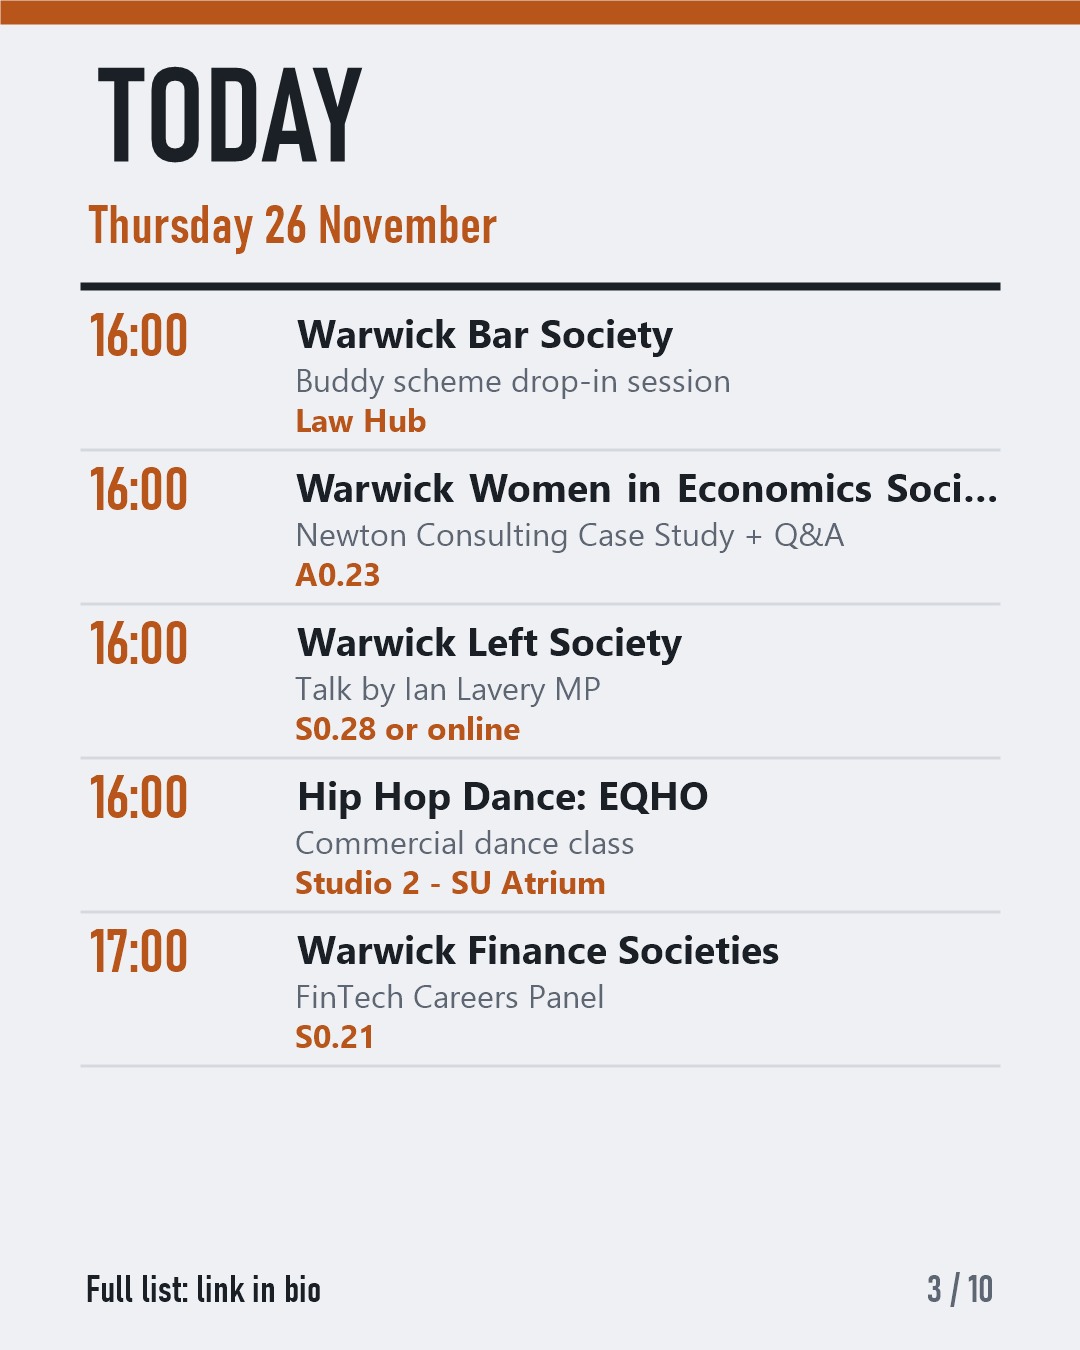 TODAY
Thursday 26 November
16:00
Warwick Bar Society
Buddy scheme drop-in session
Law Hub
16:00
Warwick Women in Economics Soci...
Newton Consulting Case Study + Q&A
A0.23
16:00
Warwick Left Society
Talk by Ian Lavery MP
S0.28 or online
16:00
Hip Hop Dance: EQHO
Commercial dance class
Studio 2 - SU Atrium
17:00
Warwick Finance Societies
FinTech Careers Panel
S0.21
Full list: link in bio
3 / 10